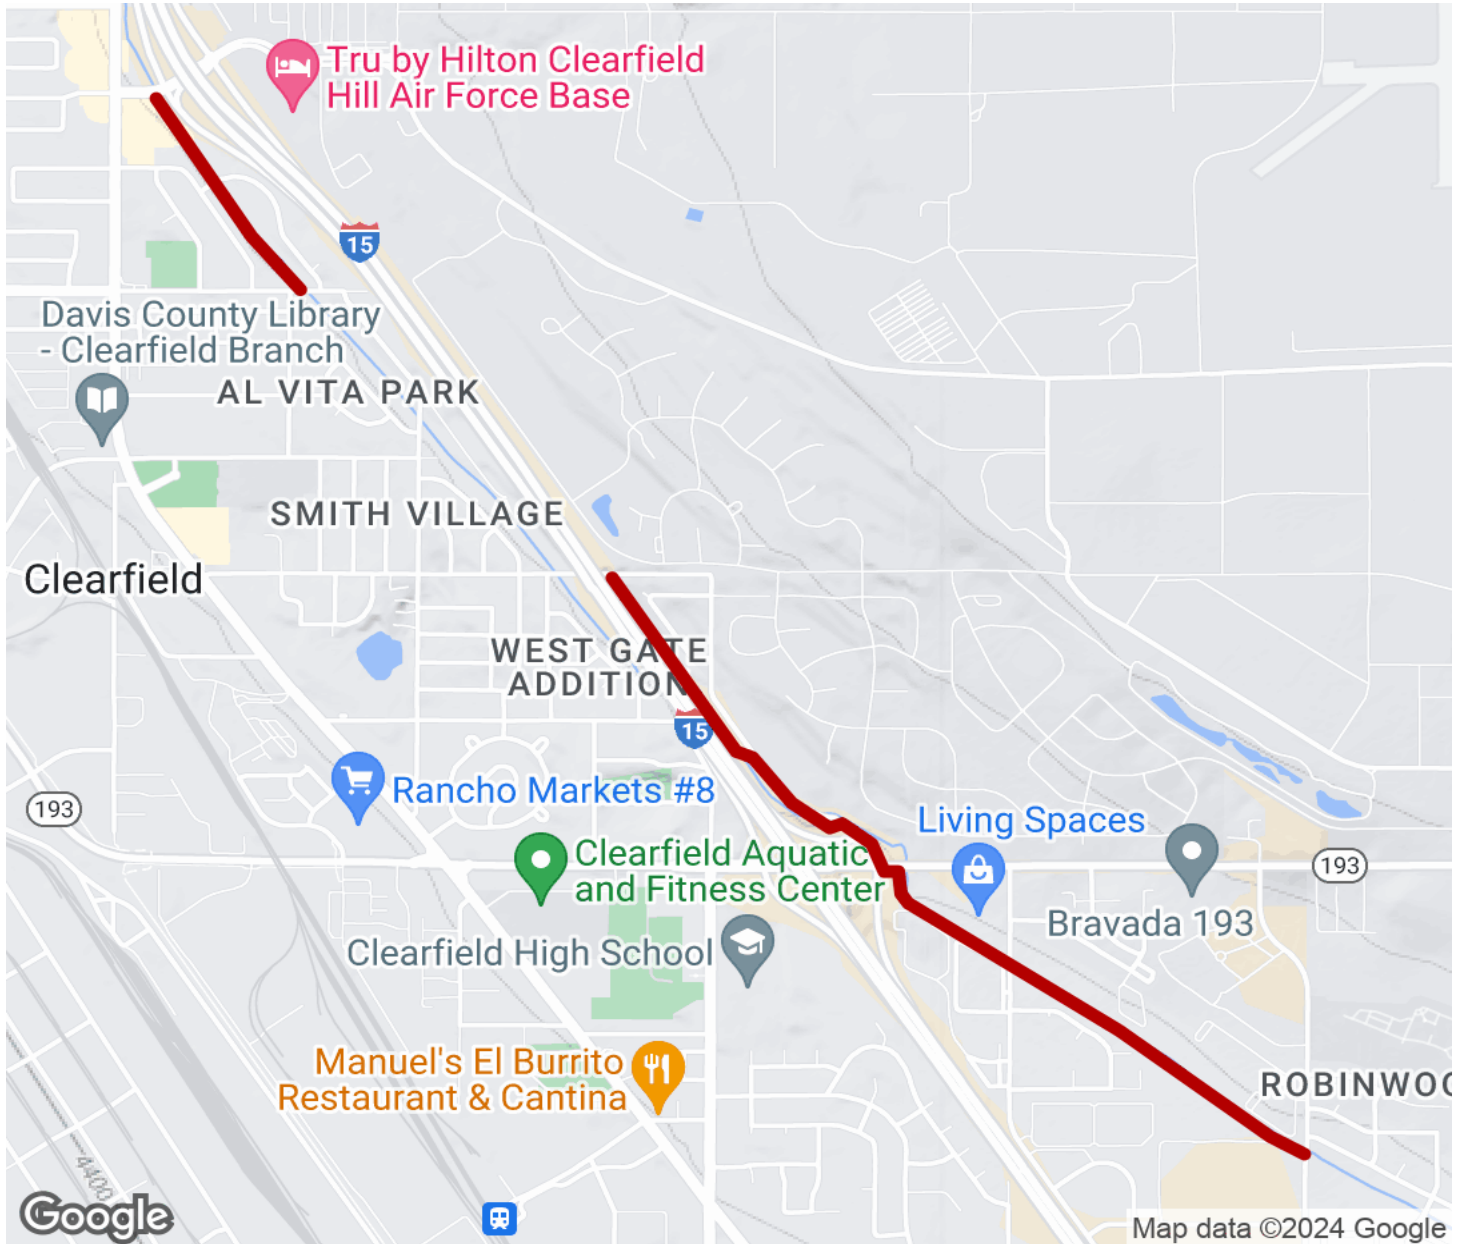 Tru by Hilton Clearfield
Hill Air Force Base
15
Davis County Library
- Clearfield Branch
AL VITA PARK
SMITH VILLAGE
Clearfield
WEST GATE
ADDITION
15
Rancho Markets #8
193
Living Spaces
Clearfield Aquatic
and Fitness Center
193
Bravada 193
Clearfield High School
Manuel's El Burrito
Restaurant & Cantina
ROBINWOO
4400
Google
Map data ©2024 Google